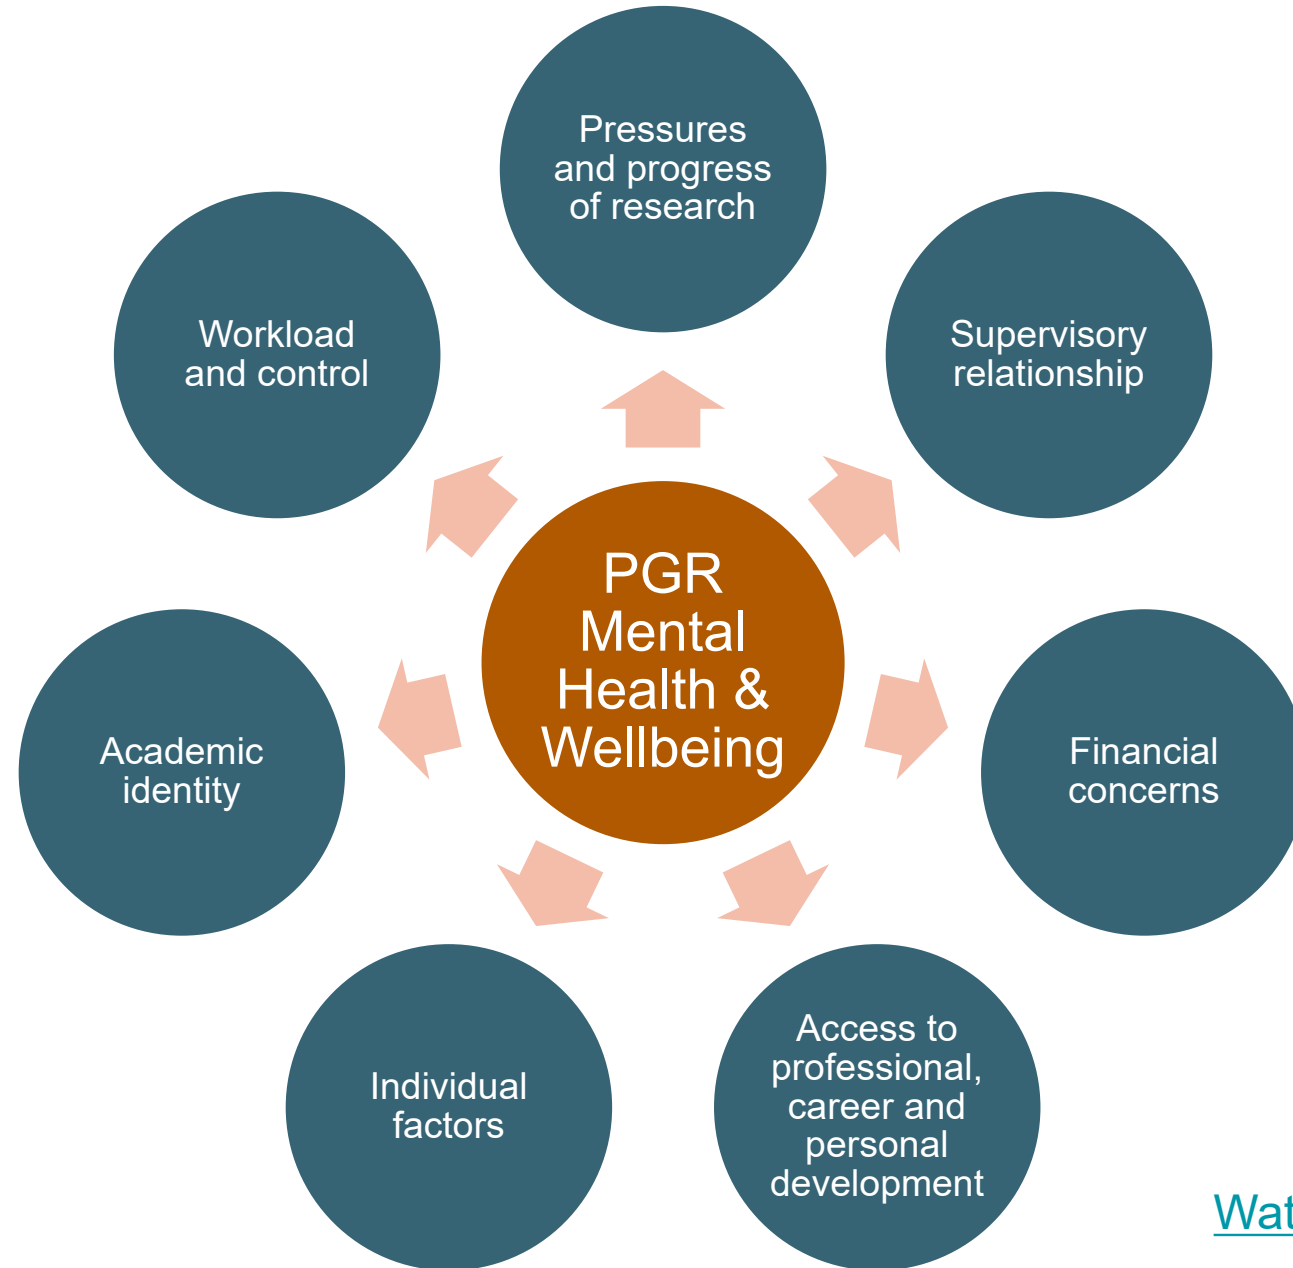 Pressures
and progress
of research
Supervisory
relationship
Financial
concerns
Access to
professional,
career and
personal
development
Individual
factors
Academic
identity
Workload
and control
PGR
Mental
Health &
Wellbeing
Wat